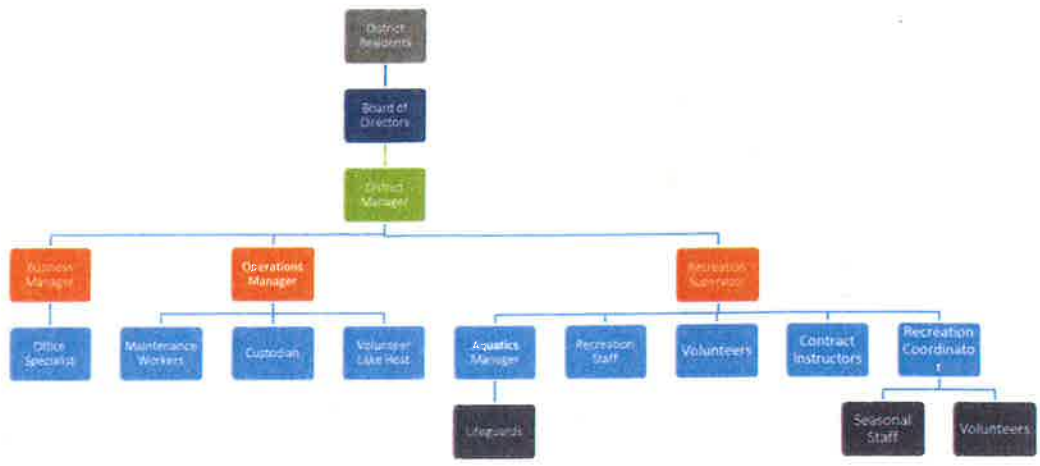 District
Residents
Board of
Directors
District
Manager
Business
Manager
Operations
Manager
Recreation
Supervisor
Office
Specialist
Maintenance
Workers
Custodian
Volunteer
Lake Host
Aquatics
Manager
Recreation
Staff
Volunteers
Contract
Instructors
Recreation
Coordinato
r
Lifeguards
Seasonal
Staff
Volunteers